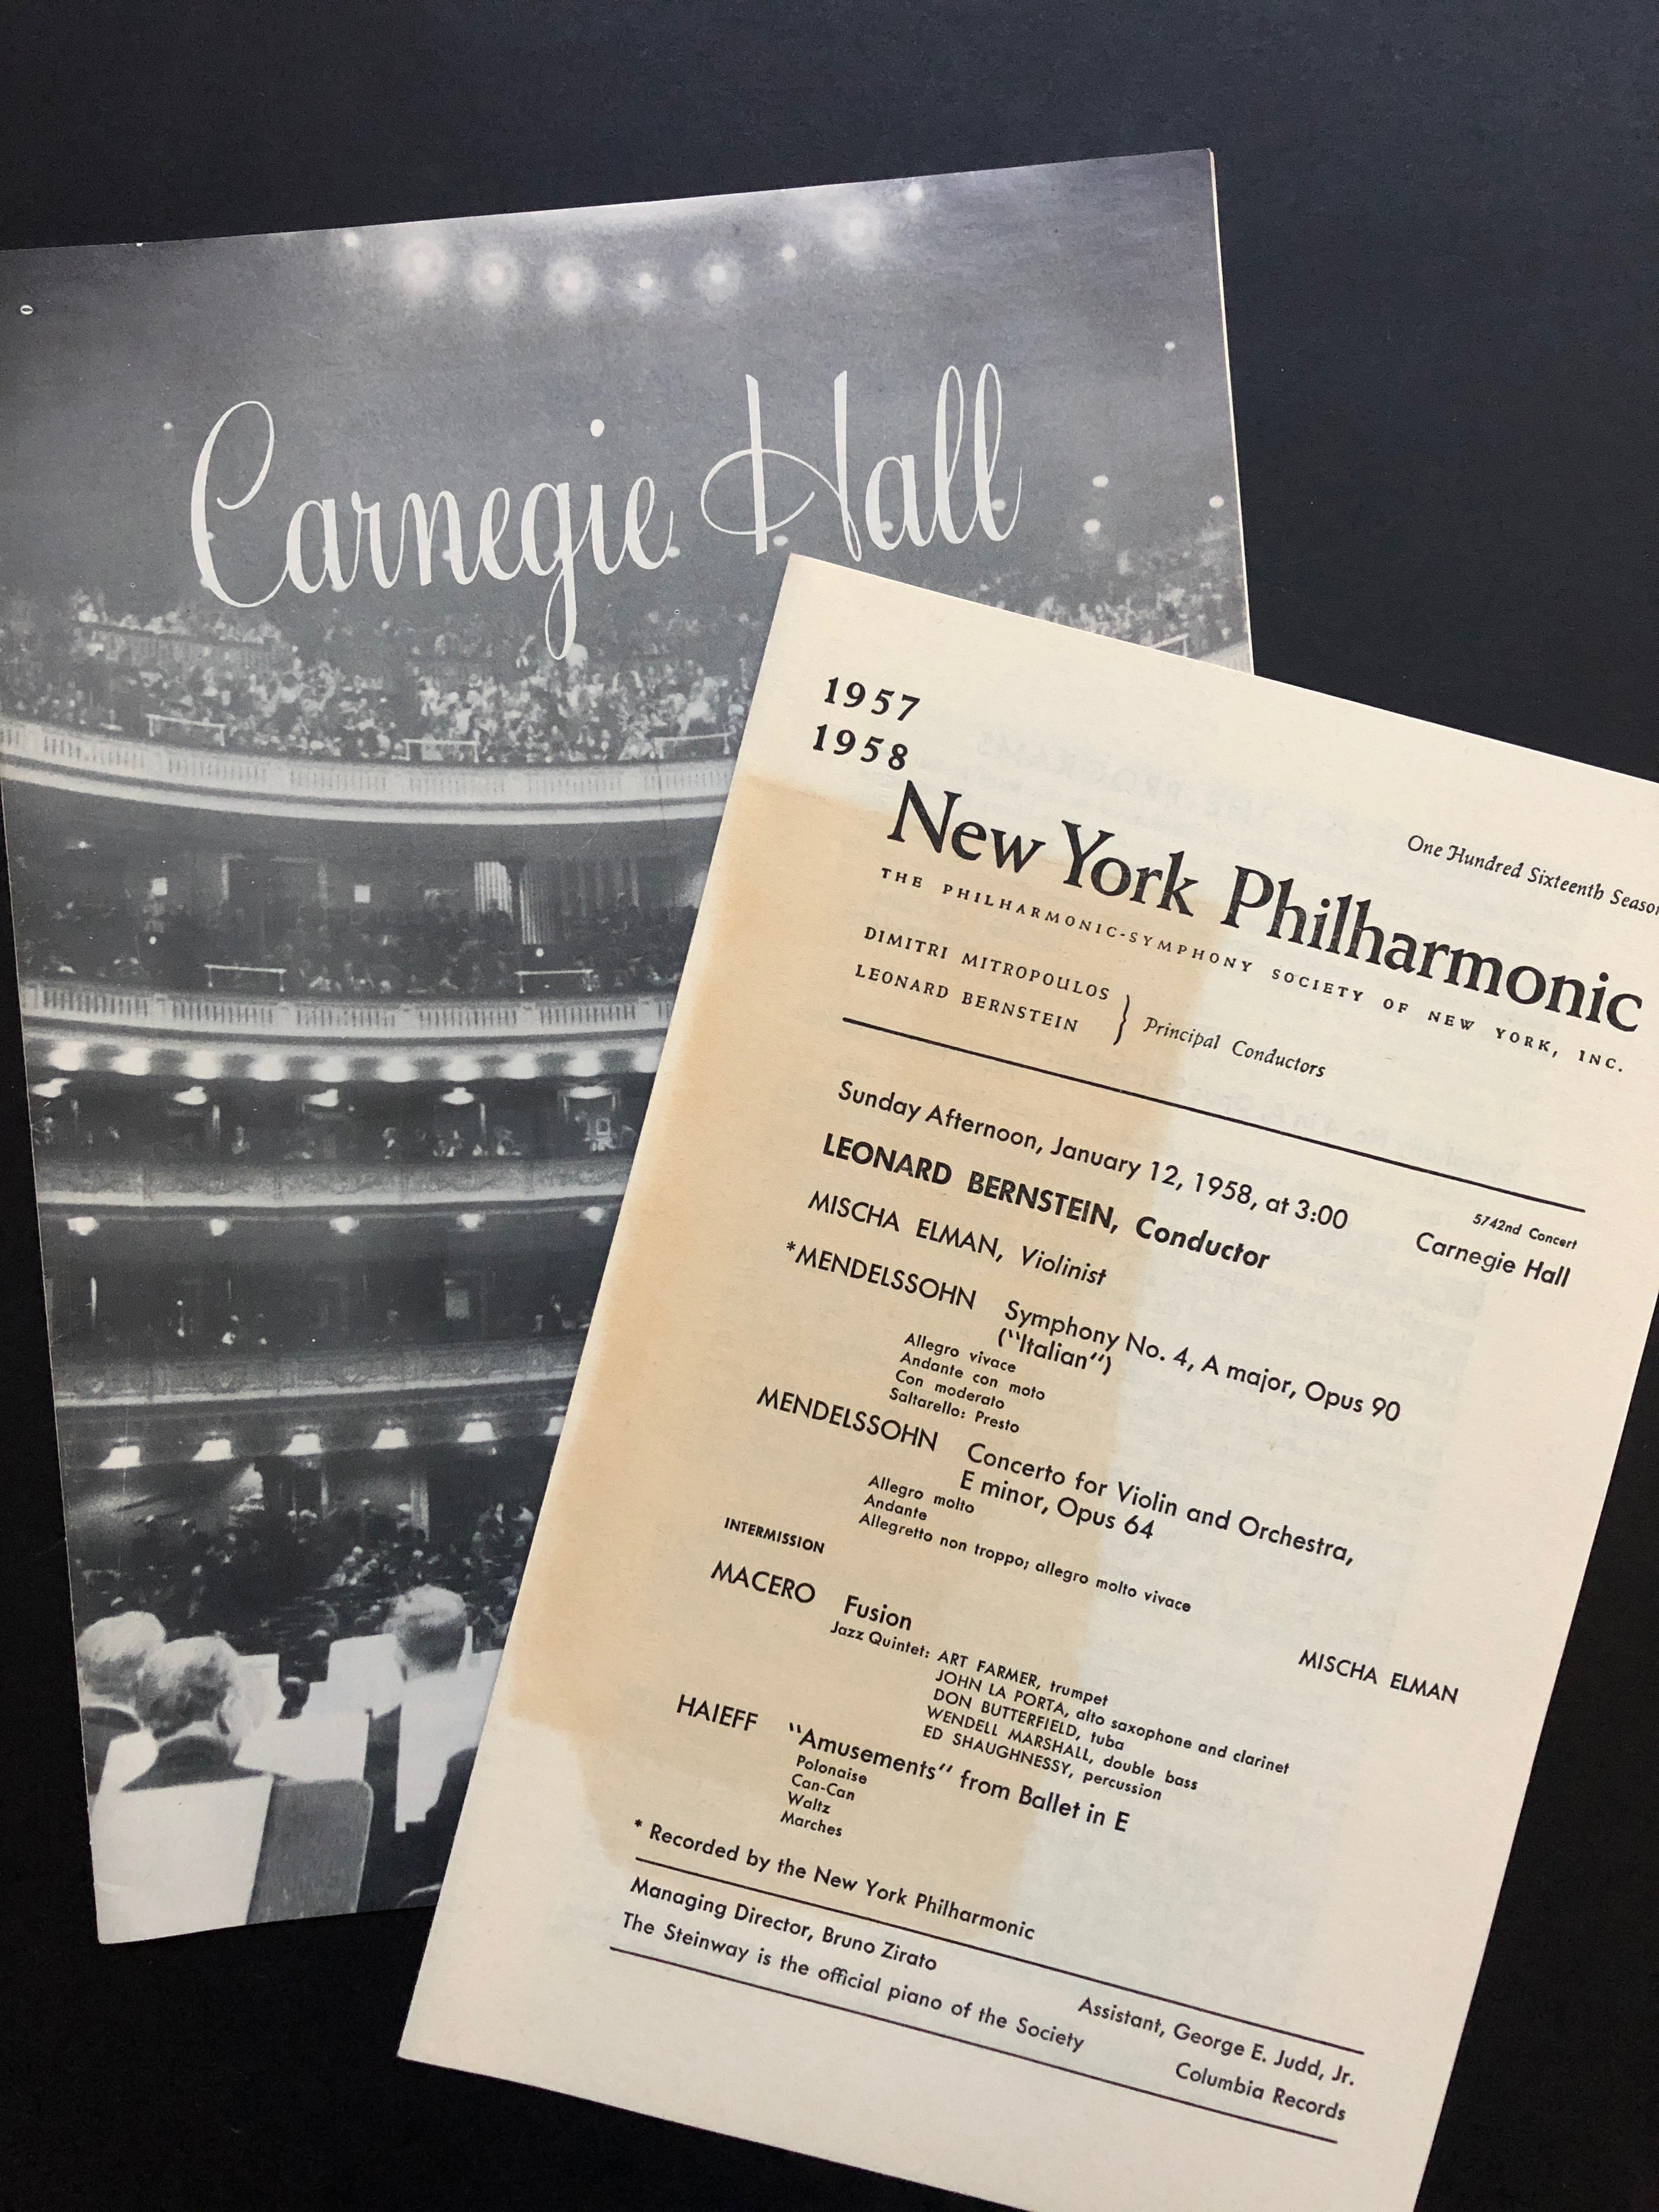 Carnegie Hall
1957
1958
One Hundred Sixteenth Season
New York Philharmonic
THE PHILHARMONIC-SYMPHONY SOCIETY OF NEW YORK, INC.
DIMITRI MITROPOULOS
LEONARD BERNSTEIN
Principal Conductors
Sunday Afternoon, January 12, 1958, at 3:00
5742nd Concert
Carnegie Hall
LEONARD BERNSTEIN, Conductor
MISCHA ELMAN, Violinist
*MENDELSSOHN Symphony No. 4, A major, Opus 90
("Italian")
Allegro vivace
Andante con moto
Con moderato
Saltarello: Presto
MENDELSSOHN Concerto for Violin and Orchestra,
E minor, Opus 64
Allegro molto
Andante
Allegretto non troppo; allegro molto vivace
MISCHA ELMAN
INTERMISSION
MACERO Fusion
Jazz Quintet: ART FARMER, trumpet
JOHN LA PORTA, alto saxophone and clarinet
DON BUTTERFIELD, tuba
WENDELL MARSHALL, double bass
ED SHAUGHNESSY, percussion
HAIEFF "Amusements" from Ballet in E
Polonaise
Can-Can
Waltz
Marches
* Recorded by the New York Philharmonic
Managing Director, Bruno Zirato
Assistant, George E. Judd, Jr.
The Steinway is the official piano of the Society
Columbia Records